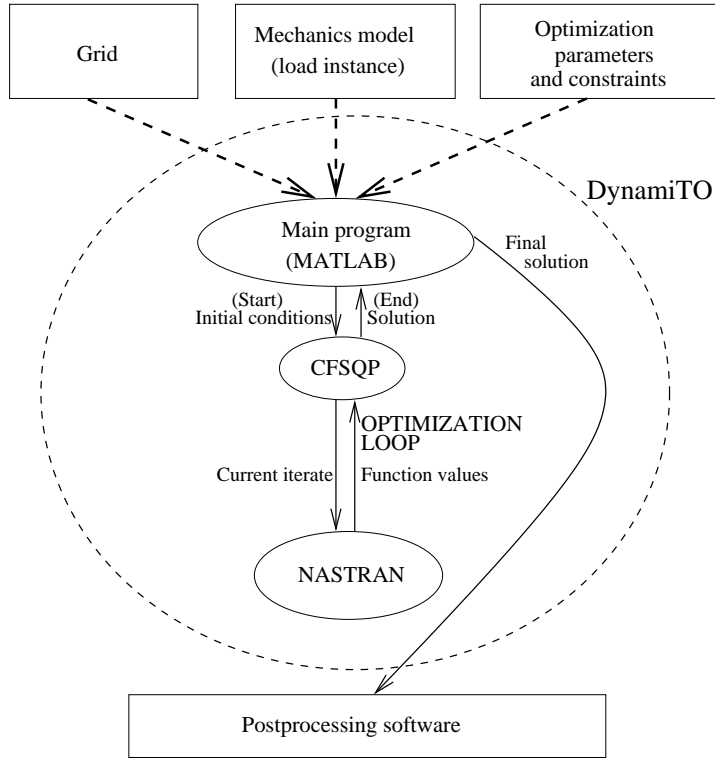 Grid
Mechanics model
(load instance)
Optimization
parameters
and constraints
DynamiTO
Main program
(MATLAB)
Final
solution
(Start)
Initial conditions
(End)
Solution
CFSQP
OPTIMIZATION
LOOP
Current iterate
Function values
NASTRAN
Postprocessing software